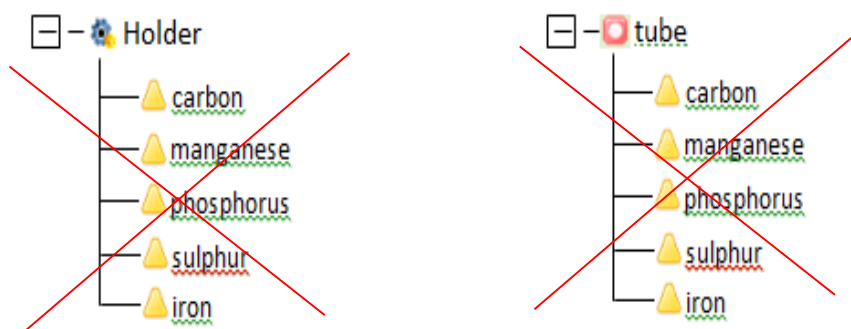 Holder
carbon
manganese
phosphorus
sulphur
iron
tube
carbon
manganese
phosphorus
sulphur
iron